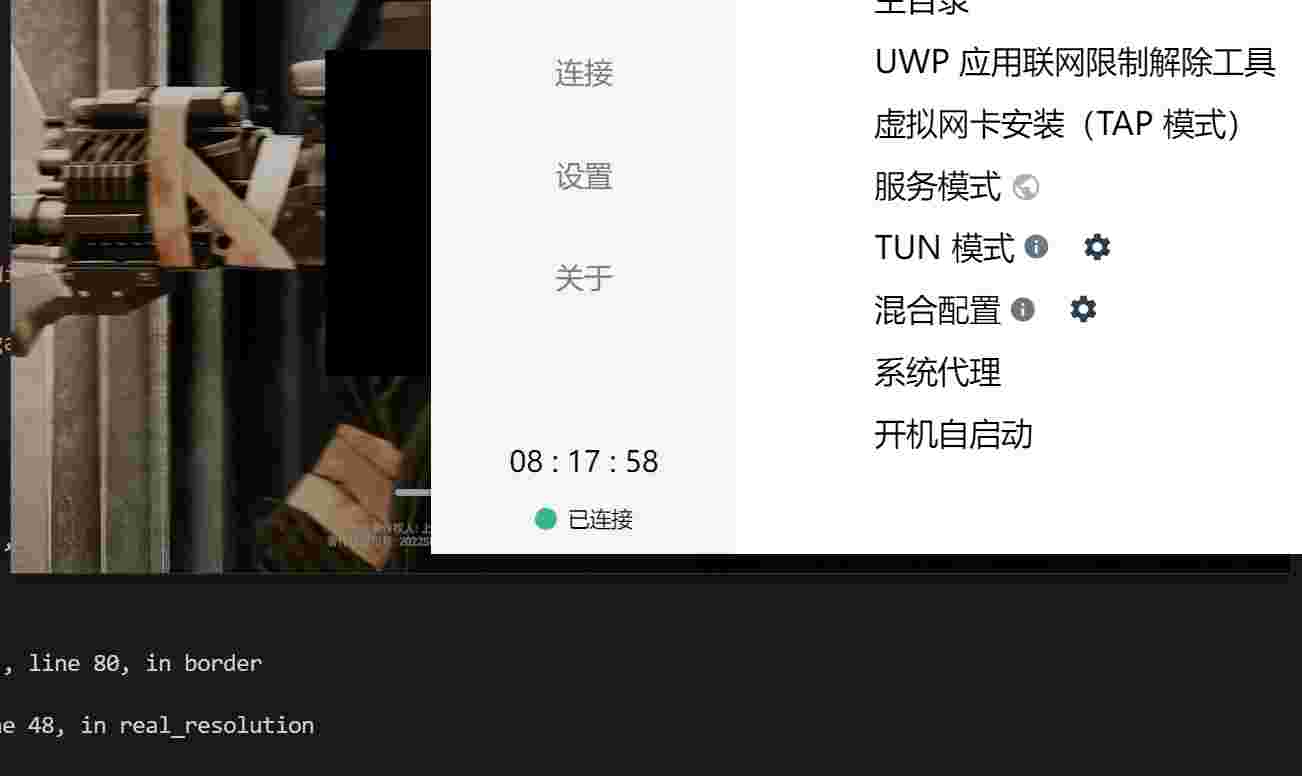 主目录
连接
UWP 应用联网限制解除工具
虚拟网卡安装（TAP 模式）
设置
服务模式
TUN 模式
关于
混合配置
系统代理
开机自启动
08 : 17 : 58
已连接
, line 80, in border
e 48, in real_resolution